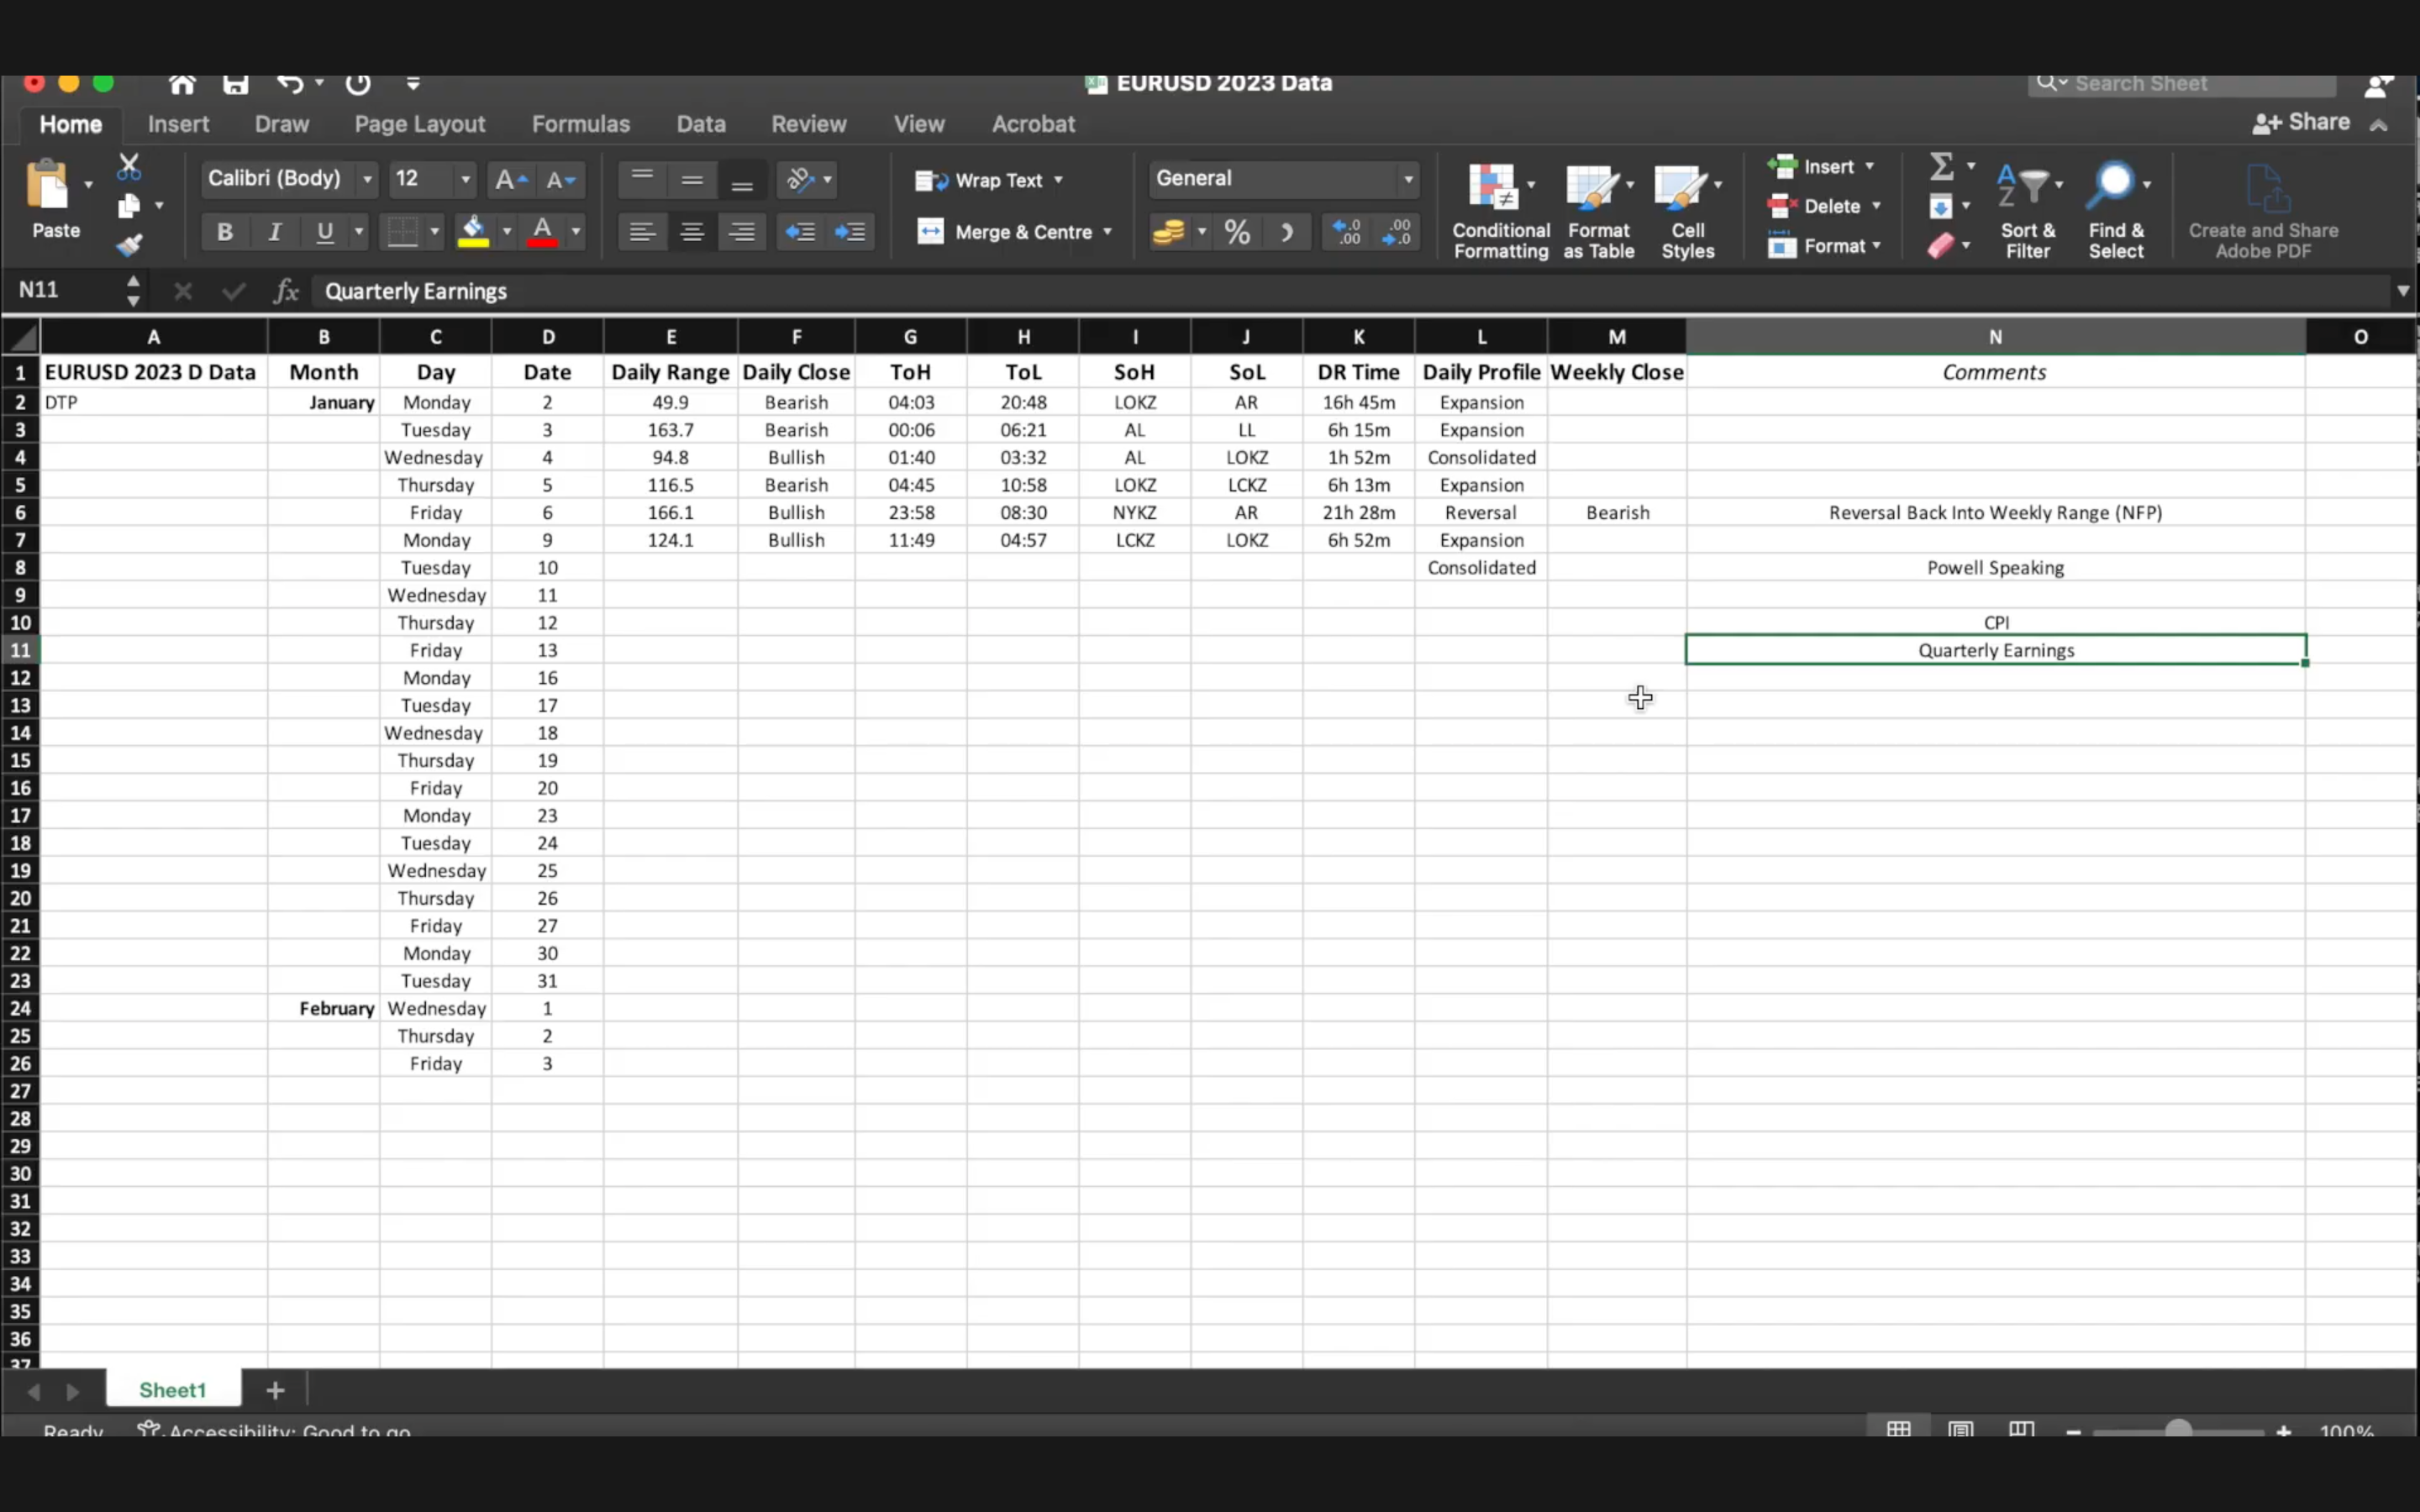 EURUSD 2023 Data
Search Sheet
Home Insert Draw Page Layout Formulas Data Review View Acrobat Share
Paste
Calibri (Body) 12
Wrap Text
General
Merge & Centre
Conditional Formatting
Format as Table
Cell Styles
Insert
Delete
Format
Sort & Filter
Find & Select
Create and Share Adobe PDF
N11 fx Quarterly Earnings
A B C D E F G H I J K L M N O
1 EURUSD 2023 D Data Month Day Date Daily Range Daily Close ToH ToL SoH SoL DR Time Daily Profile Weekly Close Comments
2 DTP January Monday 2 49.9 Bearish 04:03 20:48 LOKZ AR 16h 45m Expansion
3 Tuesday 3 163.7 Bearish 00:06 06:21 AL LL 6h 15m Expansion
4 Wednesday 4 94.8 Bullish 01:40 03:32 AL LOKZ 1h 52m Consolidated
5 Thursday 5 116.5 Bearish 04:45 10:58 LOKZ LCKZ 6h 13m Expansion
6 Friday 6 166.1 Bullish 23:58 08:30 NYKZ AR 21h 28m Reversal Bearish Reversal Back Into Weekly Range (NFP)
7 Monday 9 124.1 Bullish 11:49 04:57 LCKZ LOKZ 6h 52m Expansion
8 Tuesday 10 Consolidated Powell Speaking
9 Wednesday 11
10 Thursday 12 CPI
11 Friday 13 Quarterly Earnings
12 Monday 16
13 Tuesday 17
14 Wednesday 18
15 Thursday 19
16 Friday 20
17 Monday 23
18 Tuesday 24
19 Wednesday 25
20 Thursday 26
21 Friday 27
22 Monday 30
23 Tuesday 31
24 February Wednesday 1
25 Thursday 2
26 Friday 3
27
28
29
30
31
32
33
34
35
36
37
Sheet1
Ready Accessibility: Good to go 100%